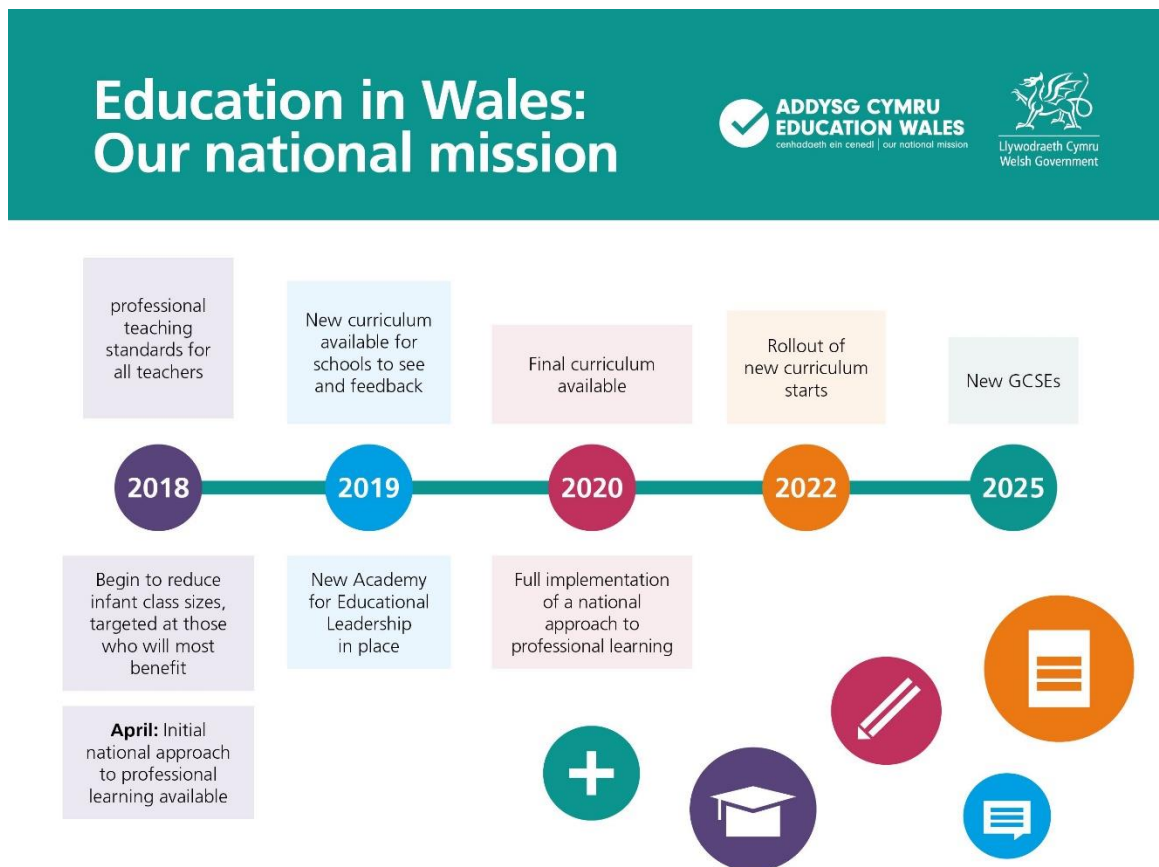 Education in Wales:
Our national mission
ADDYSG CYMRU
EDUCATION WALES
cenhadaeth ein cenedl | our national mission
Llywodraeth Cymru
Welsh Government
professional
teaching
standards for
all teachers
New curriculum
available for
schools to see
and feedback
Final curriculum
available
Rollout of
new curriculum
starts
New GCSEs
2018
2019
2020
2022
2025
Begin to reduce
infant class sizes,
targeted at those
who will most
benefit
New Academy
for Educational
Leadership
in place
Full implementation
of a national
approach to
professional learning
April: Initial
national approach
to professional
learning available